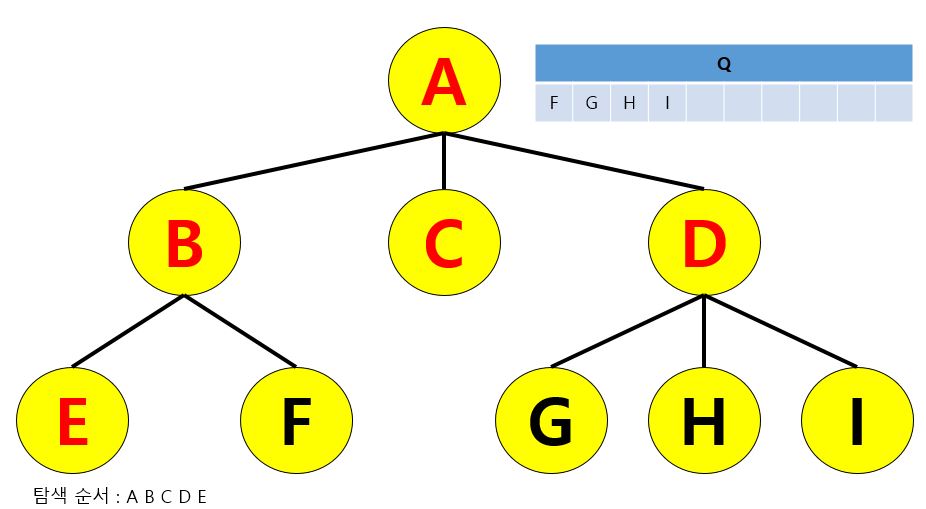 A
Q
F G H I
B C D
E F G H I
탐색 순서 : A B C D E